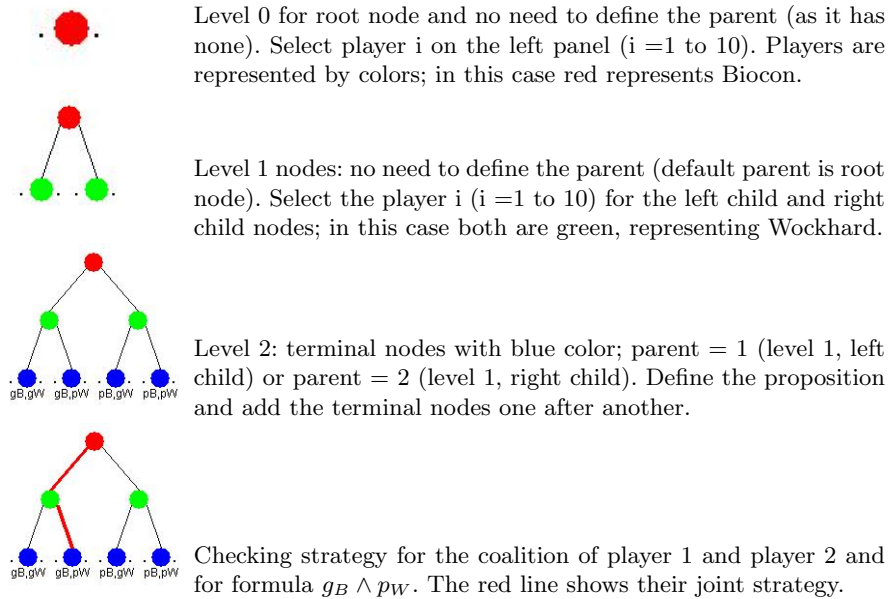 Level 0 for root node and no need to define the parent (as it has
none). Select player i on the left panel (i =1 to 10). Players are
represented by colors; in this case red represents Biocon.
Level 1 nodes: no need to define the parent (default parent is root
node). Select the player i (i =1 to 10) for the left child and right
child nodes; in this case both are green, representing Wockhard.
gB,gW gB,pW pB,gW pB,pW
Level 2: terminal nodes with blue color; parent = 1 (level 1, left
child) or parent = 2 (level 1, right child). Define the proposition
and add the terminal nodes one after another.
gB,gW gB,pW pB,gW pB,pW
Checking strategy for the coalition of player 1 and player 2 and
for formula g_B ∧ p_W. The red line shows their joint strategy.